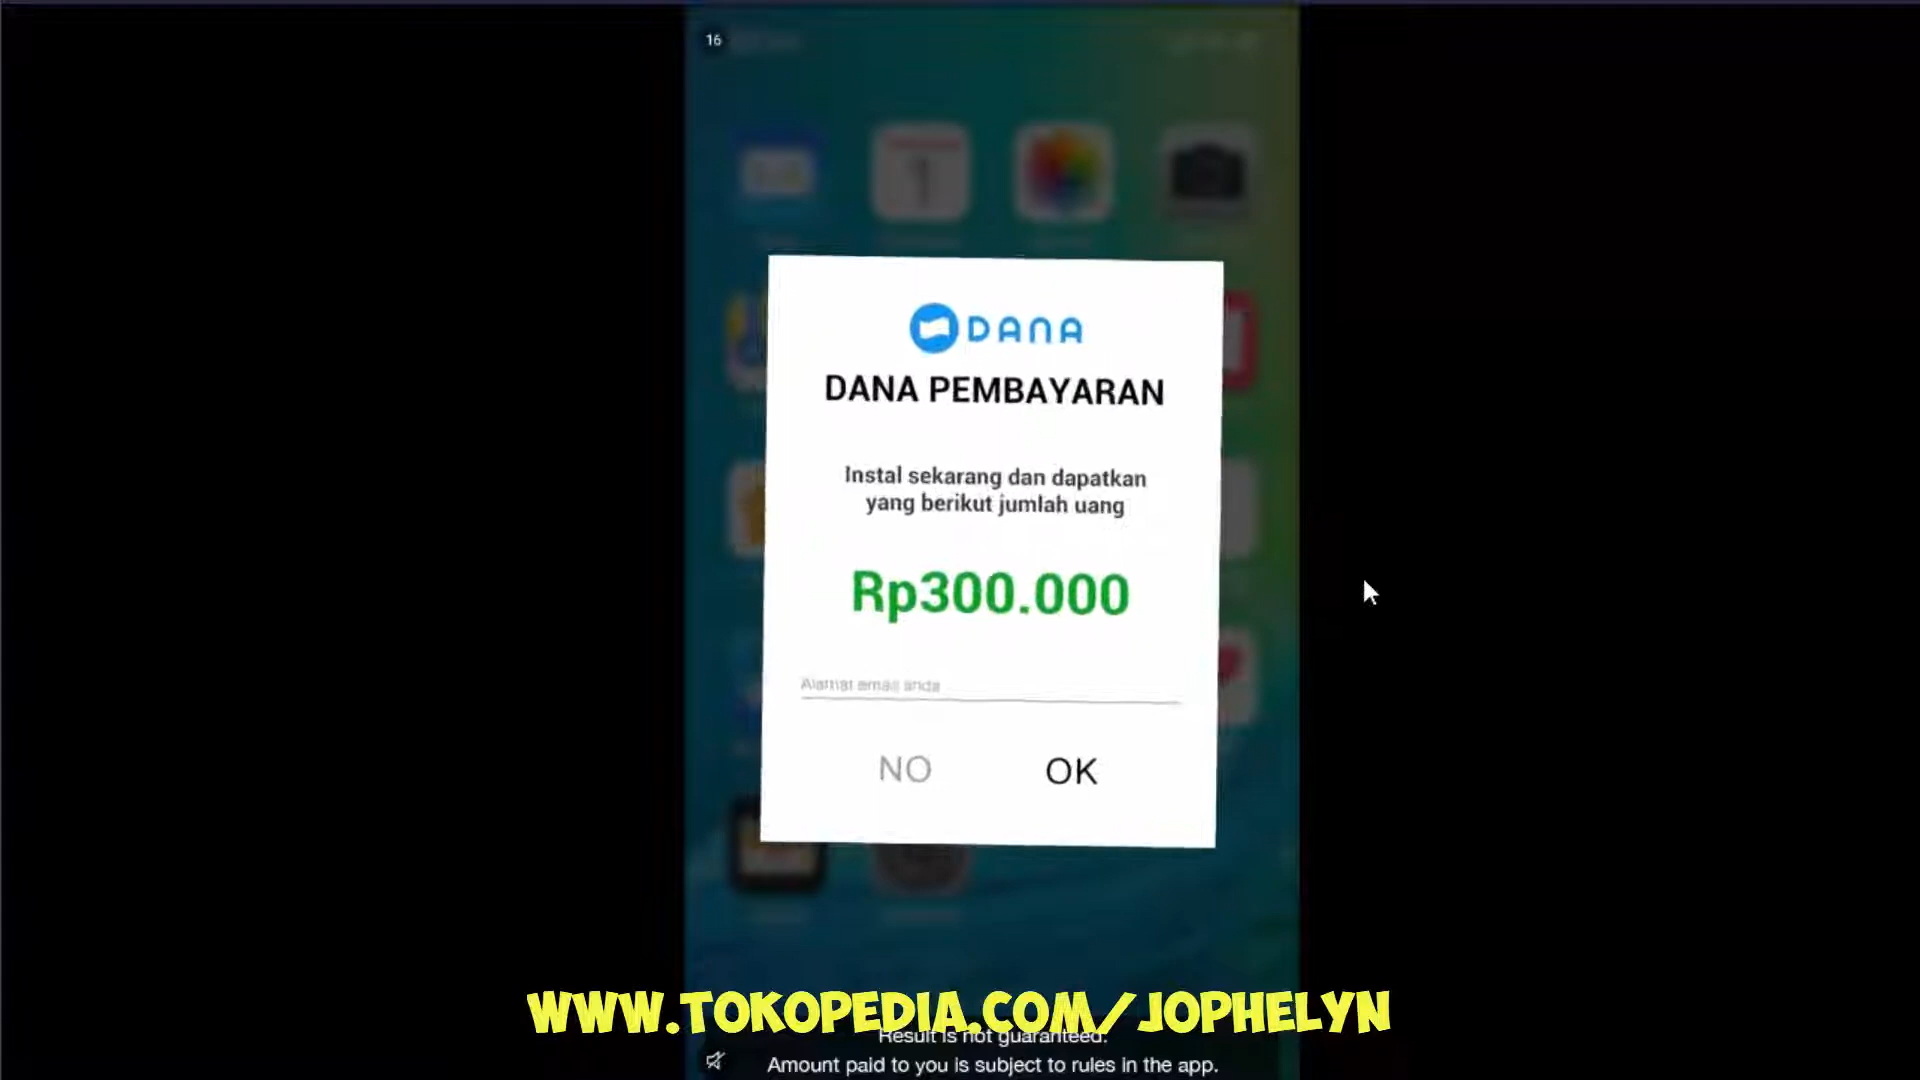 16
DANA
DANA PEMBAYARAN
Instal sekarang dan dapatkan
yang berikut jumlah uang
Rp300.000
Alamat email anda
NO
OK
WWW.TOKOPEDIA.COM/JOPHELYN
Result is not guaranteed.
Amount paid to you is subject to rules in the app.